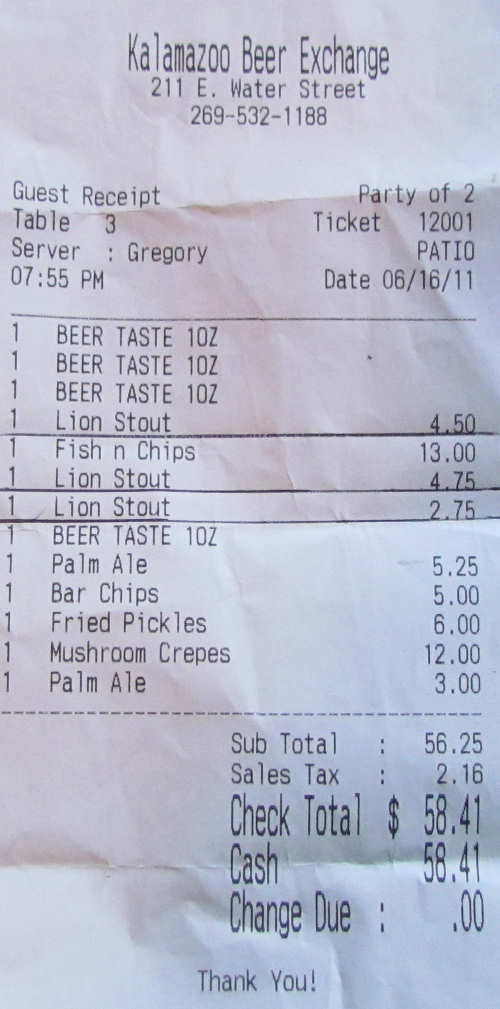 Kalamazoo Beer Exchange
211 E. Water Street
269-532-1188
Guest Receipt Party of 2
Table 3 Ticket 12001
Server : Gregory PATIO
07:55 PM Date 06/16/11
1 BEER TASTE 1OZ
1 BEER TASTE 1OZ
1 BEER TASTE 1OZ
1 Lion Stout 4.50
1 Fish n Chips 13.00
1 Lion Stout 4.75
1 Lion Stout 2.75
1 BEER TASTE 1OZ
1 Palm Ale 5.25
1 Bar Chips 5.00
1 Fried Pickles 6.00
1 Mushroom Crepes 12.00
1 Palm Ale 3.00
Sub Total : 56.25
Sales Tax : 2.16
Check Total $ 58.41
Cash 58.41
Change Due : .00
Thank You!